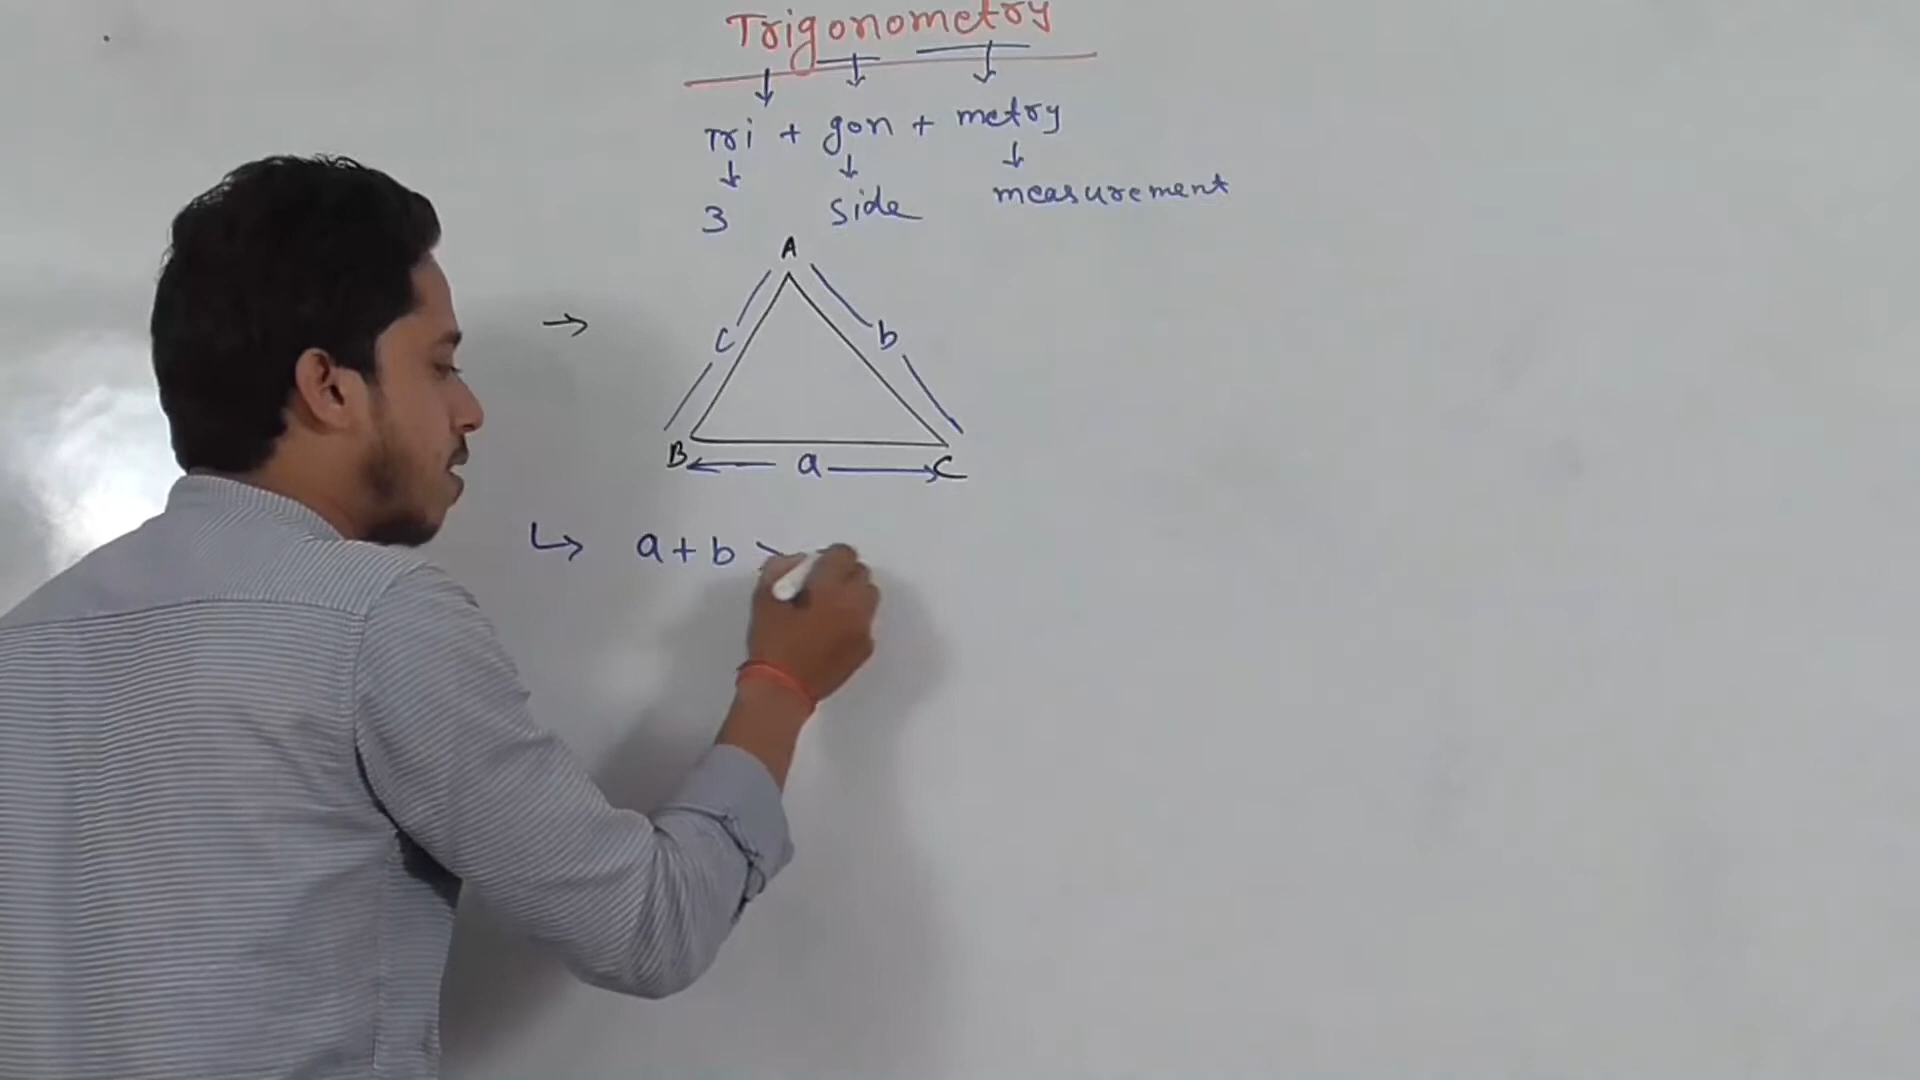 Trigonometry
Tri + gon + metry
3 side measurement
A
c b
B a C
a + b >